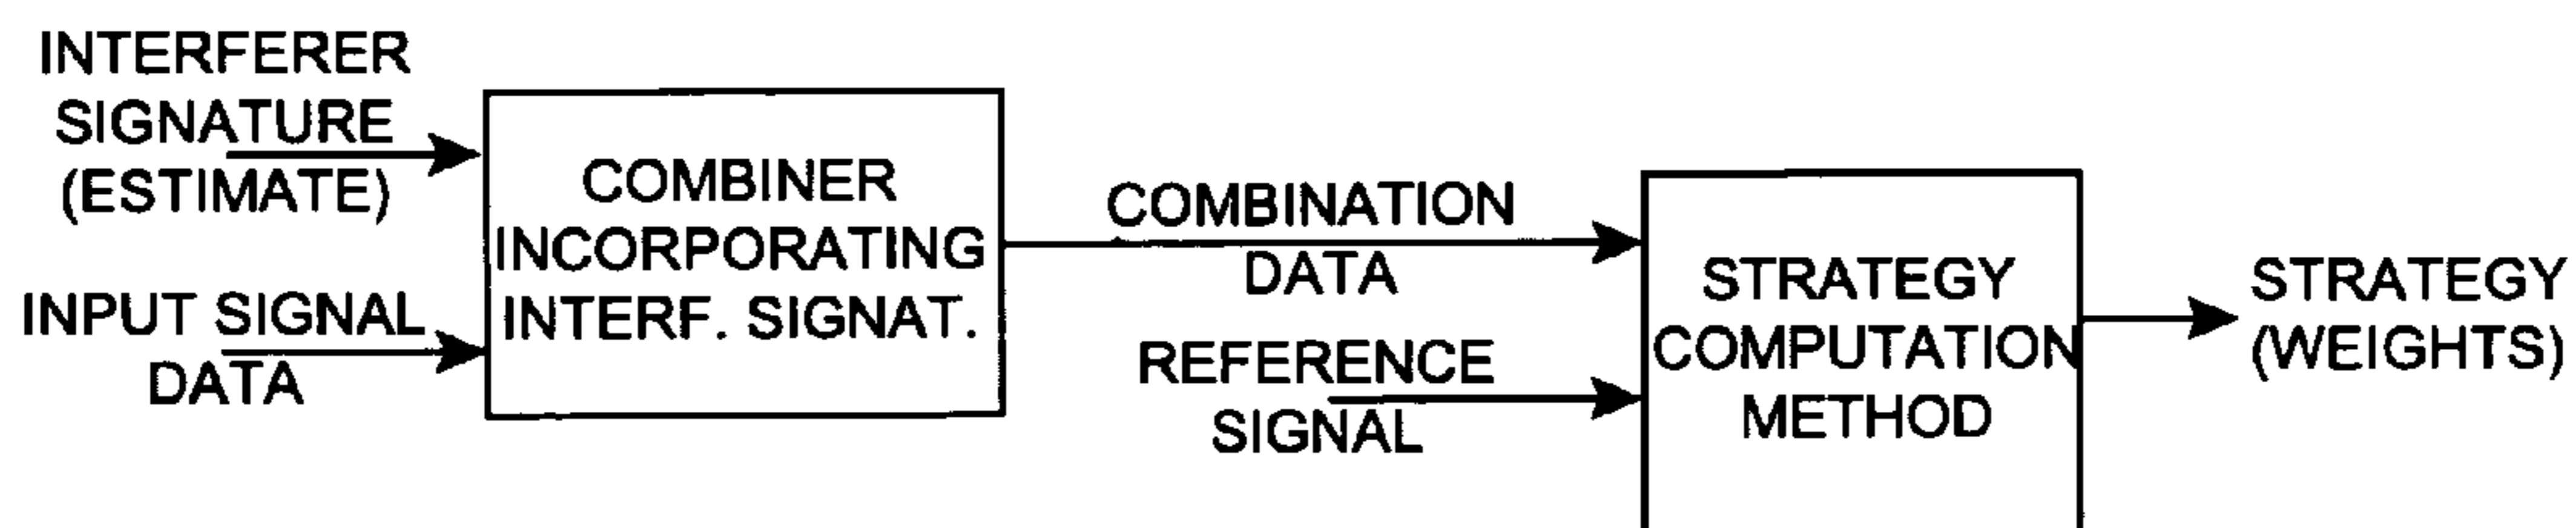 INTERFERER
SIGNATURE
(ESTIMATE)
INPUT SIGNAL
DATA
COMBINER
INCORPORATING
INTERF. SIGNAT.
COMBINATION
DATA
REFERENCE
SIGNAL
STRATEGY
COMPUTATION
METHOD
STRATEGY
(WEIGHTS)